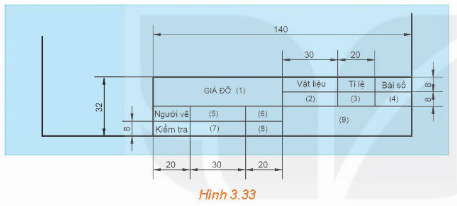 140
30 20
Vật liệu Tỉ lệ Bài số 8
GIÁ ĐỠ (1)
32 (2) (3) (4) 8
Người vẽ (5) (6)
(9)
8 Kiểm tra (7) (8)
20 30 20
Hình 3.33